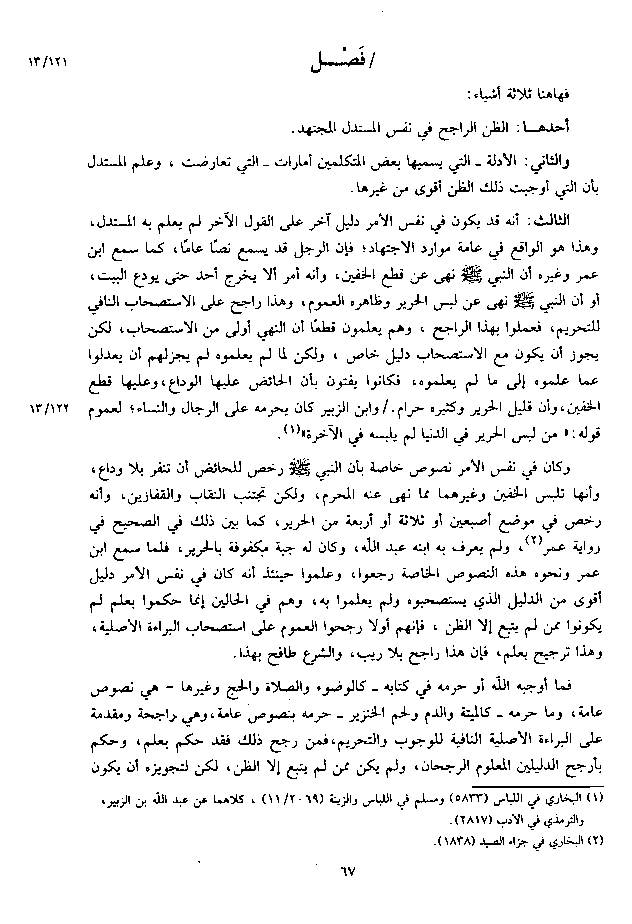 ١٣/١٢١
/ فَصْــل
فهاهنا ثلاثة أشياء:
أحدهـا: الظن الراجح في نفس المستدل المجتهد.
والثاني: الأدلة ـ التي يسميها بعض المتكلمين أمارات ـ التي تعارضت ، وعلم المستدل
بأن التي أوجبت ذلك الظن أقوى من غيرها.
الثالث: أنه قد يكون في نفس الأمر دليل آخر على القول الآخر لم يعلم به المستدل،
وهذا هو الواقع في عامة موارد الاجتهاد؛ فإن الرجل قد يسمع نصًا عامًا، كما سمع ابن
عمر وغيره أن النبي ﷺ نهى عن قطع الخفين، وأنه أمر ألا يخرج أحد حتى يودع البيت،
أو أن النبي ﷺ نهى عن لبس الحرير وظاهره العموم، وهذا راجح على الاستصحاب النافي
للتحريم، فعملوا بهذا الراجح ، وهم يعلمون قطعًا أن النهي أولى من الاستصحاب، لكن
يجوز أن يكون مع الاستصحاب دليل خاص ، ولكن لما لم يعلموه لم يجز لهم أن يعدلوا
عما علموه إلى ما لم يعلموه، فكانوا يفتون بأن الحائض عليها الوداع، وعليها قطع
الخفين، وأن قليل الحرير وكثيره حرام. / وابن الزبير كان يحرمه على الرجال والنساء؛ لعموم
١٣/١٢٢
قوله: « من لبس الحرير في الدنيا لم يلبسه في الآخرة»(١).
وكان في نفس الأمر نصوص خاصة بأن النبي ﷺ رخص للحائض أن تنفر بلا وداع،
وأنها تلبس الخفين وغيرهما مما نهى عنه المحرم، ولكن تجتنب النقاب والقفازين، وأنه
رخص في موضع أصبعين أو ثلاثة أو أربعة من الحرير، كما بين ذلك في الصحيح في
رواية عمر(٢)، ولم يعرف به ابنه عبد الله، وكان له جبة مكفوفة بالحرير، فلما سمع ابن
عمر ونحوه هذه النصوص الخاصة رجعوا، وعلموا حينئذ أنه كان في نفس الأمر دليل
أقوى من الدليل الذي يستصحبوه ولم يعلموا به، وهم في الحالين إنما حكموا بعلم لم
يكونوا ممن لم يتبع إلا الظن ، فإنهم أولا رجحوا العموم على استصحاب البراءة الأصلية،
وهذا ترجيح بعلم، فإن هذا راجح بلا ريب، والشرع طافح بهذا.
فما أوجبه الله أو حرمه في كتابه ـ كالوضوء والصلاة والحج وغيرها – هي نصوص
عامة، وما حرمه ـ كالميتة والدم ولحم الخنزير ـ حرمه بنصوص عامة، وهي راجحة ومقدمة
على البراءة الأصلية النافية للوجوب والتحريم، فمن رجح ذلك فقد حكم بعلم، وحكم
بأرجح الدليلين المعلوم الرجحان، ولم يكن ممن لم يتبع إلا الظن، لكن لتجويزه أن يكون
(١) البخاري في اللباس (٥٨٣٣) ومسلم في اللباس والزينة (١١/٢٠٦٩) ، كلاهما عن عبد الله بن الزبير،
والترمذي في الأدب (٢٨١٧).
(٢) البخاري في جزاء الصيد (١٨٣٨).
٦٧